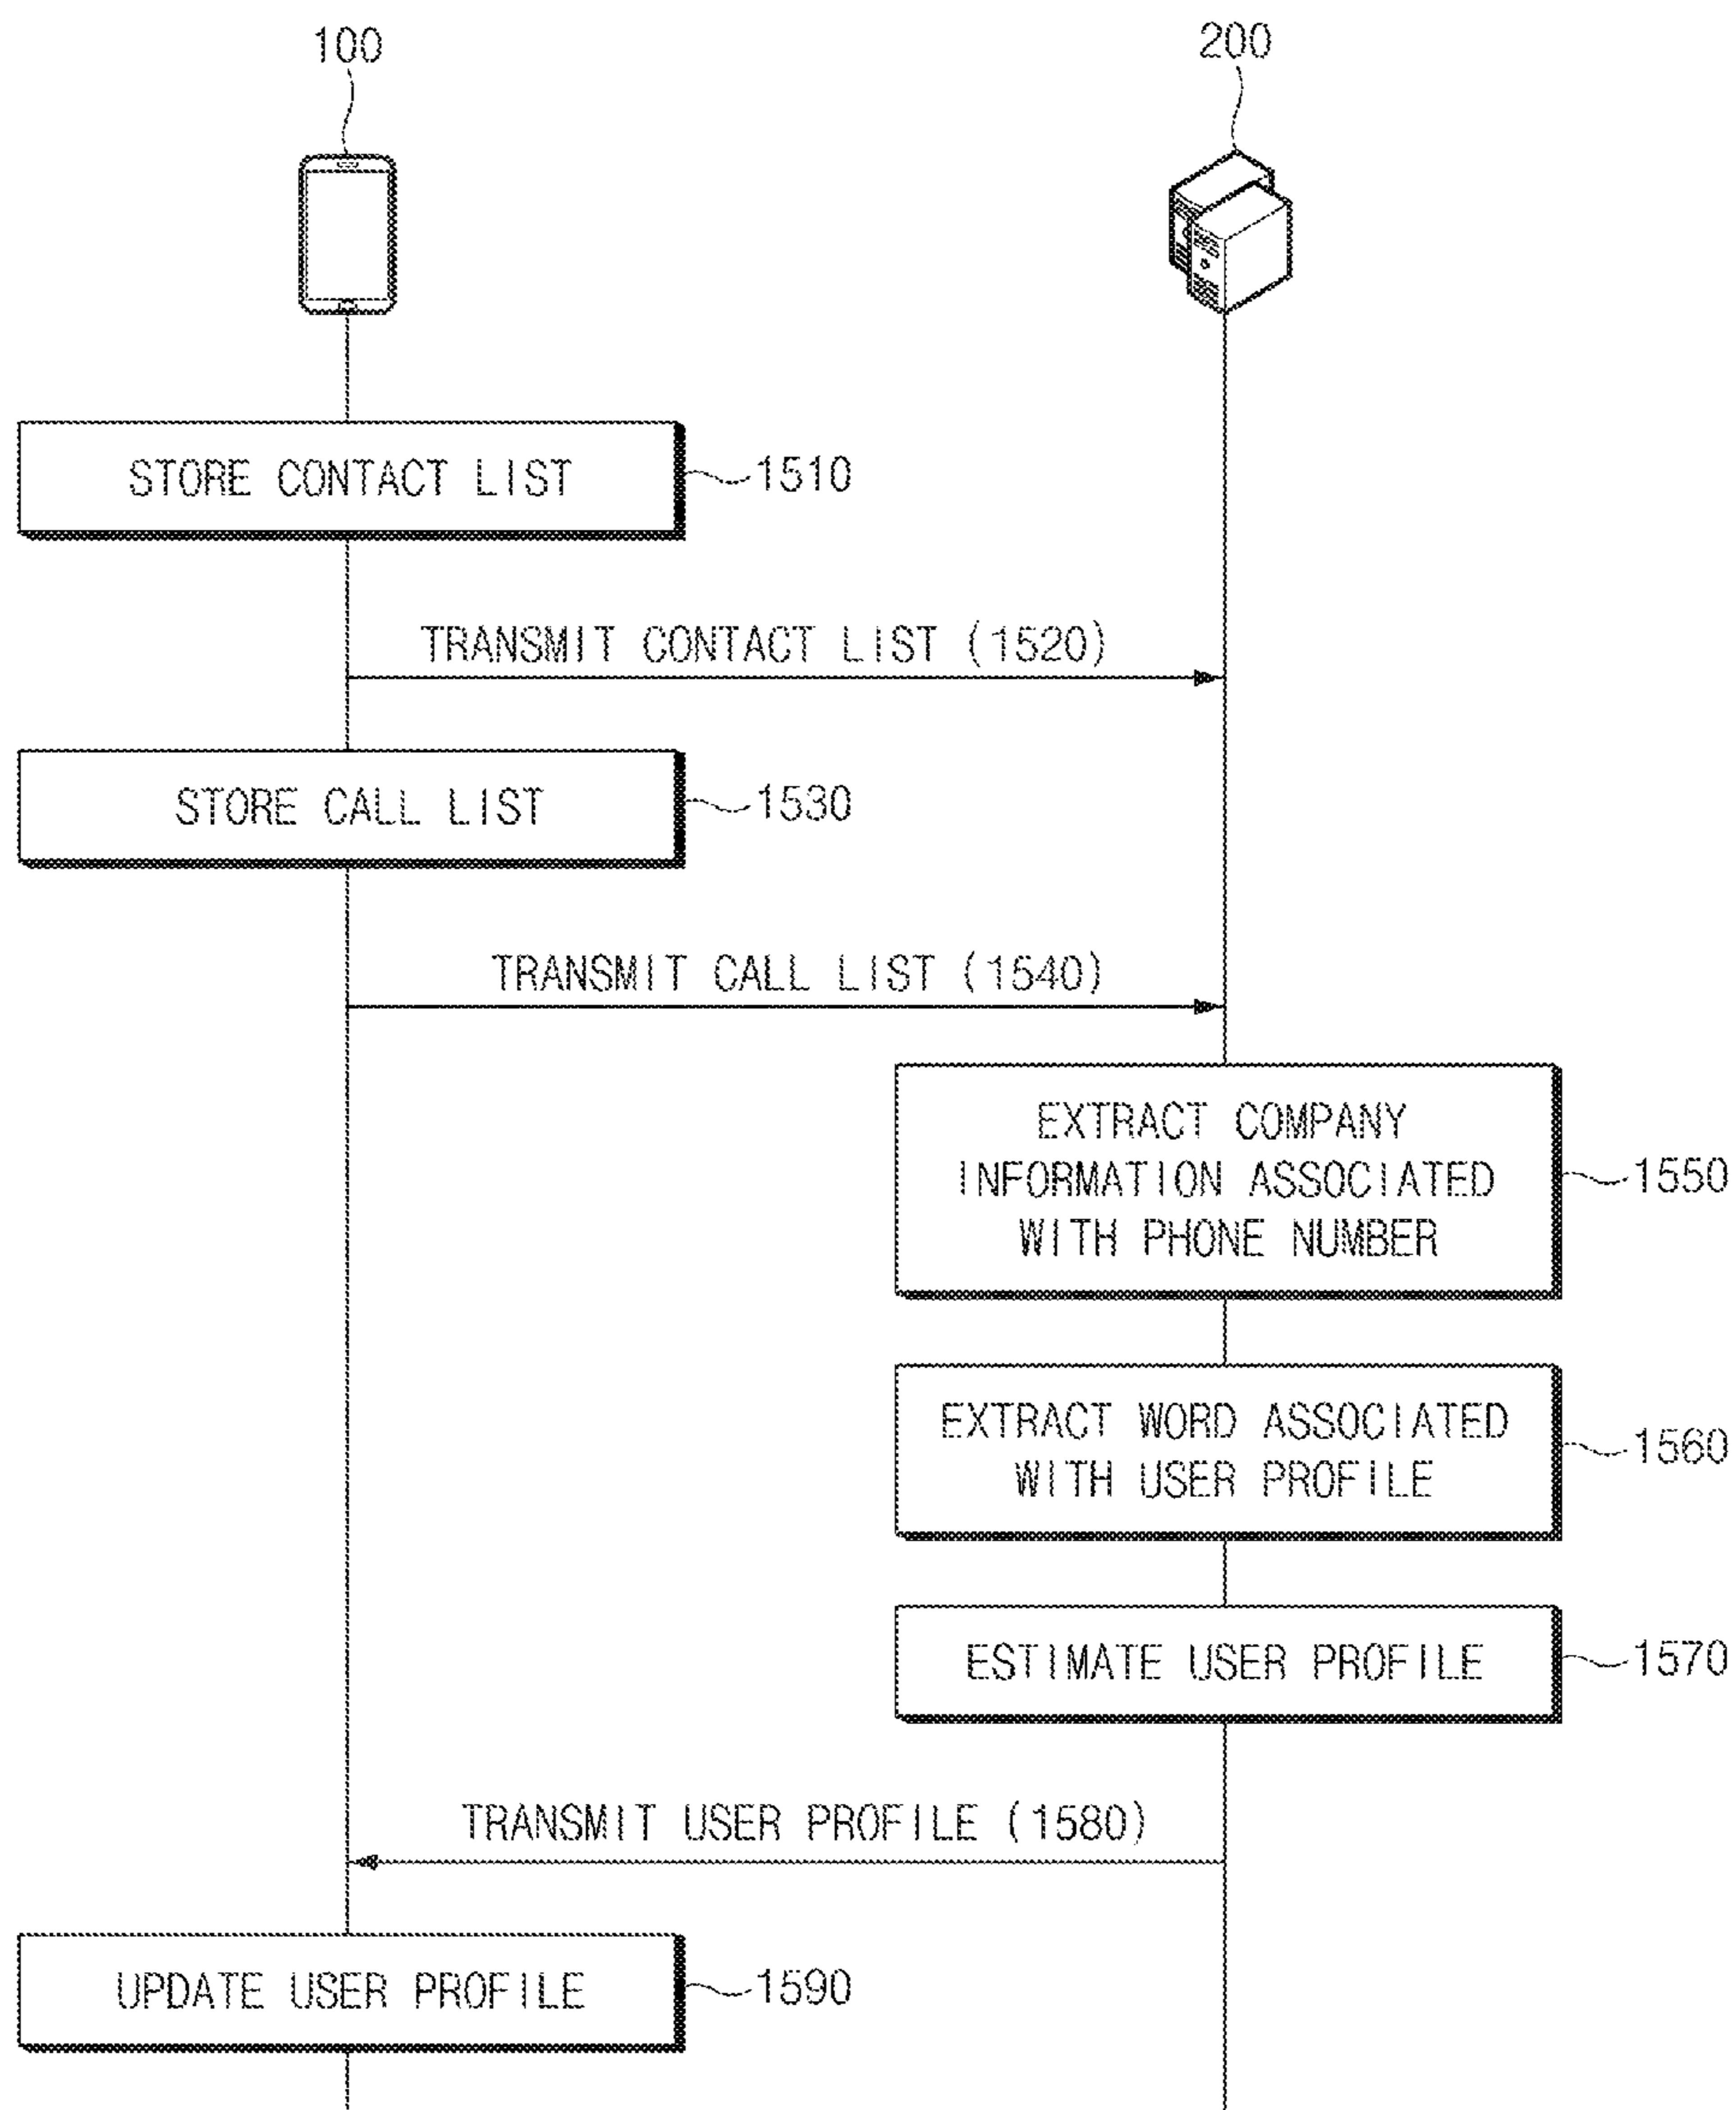 100
200
STORE CONTACT LIST
1510
TRANSMIT CONTACT LIST (1520)
STORE CALL LIST
1530
TRANSMIT CALL LIST (1540)
EXTRACT COMPANY
INFORMATION ASSOCIATED
WITH PHONE NUMBER
1550
EXTRACT WORD ASSOCIATED
WITH USER PROFILE
1560
ESTIMATE USER PROFILE
1570
TRANSMIT USER PROFILE (1580)
UPDATE USER PROFILE
1590